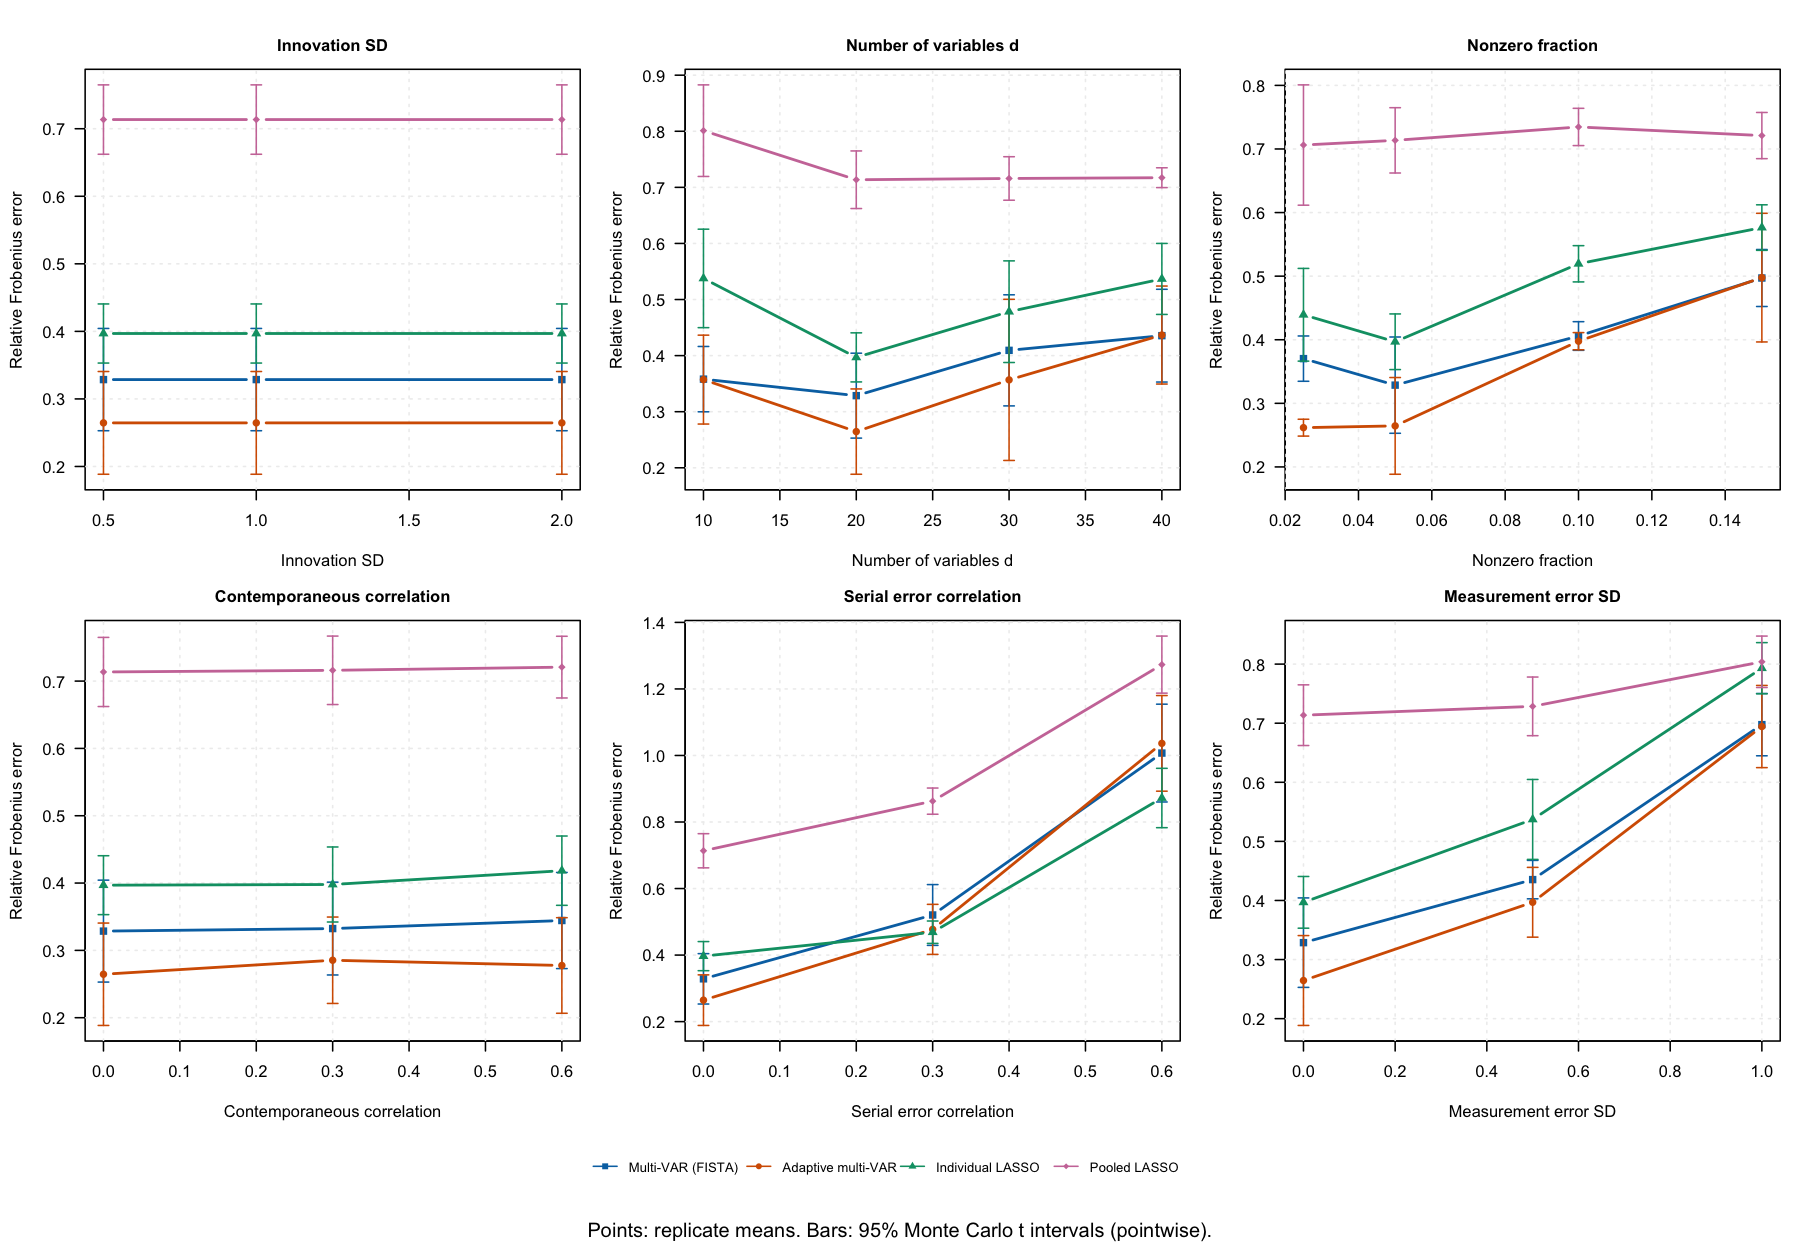 Innovation SD
Relative Frobenius error
0.7
0.6
0.5
0.4
0.3
0.2
0.5 1.0 1.5 2.0
Innovation SD
Number of variables d
Relative Frobenius error
0.9
0.8
0.7
0.6
0.5
0.4
0.3
0.2
10 15 20 25 30 35 40
Number of variables d
Nonzero fraction
Relative Frobenius error
0.8
0.7
0.6
0.5
0.4
0.3
0.2
0.02 0.04 0.06 0.08 0.10 0.12 0.14
Nonzero fraction
Contemporaneous correlation
Relative Frobenius error
0.7
0.6
0.5
0.4
0.3
0.2
0.0 0.1 0.2 0.3 0.4 0.5 0.6
Contemporaneous correlation
Serial error correlation
Relative Frobenius error
1.4
1.2
1.0
0.8
0.6
0.4
0.2
0.0 0.1 0.2 0.3 0.4 0.5 0.6
Serial error correlation
Measurement error SD
Relative Frobenius error
0.8
0.7
0.6
0.5
0.4
0.3
0.2
0.0 0.2 0.4 0.6 0.8 1.0
Measurement error SD
Multi-VAR (FISTA) Adaptive multi-VAR Individual LASSO Pooled LASSO
Points: replicate means. Bars: 95% Monte Carlo t intervals (pointwise).